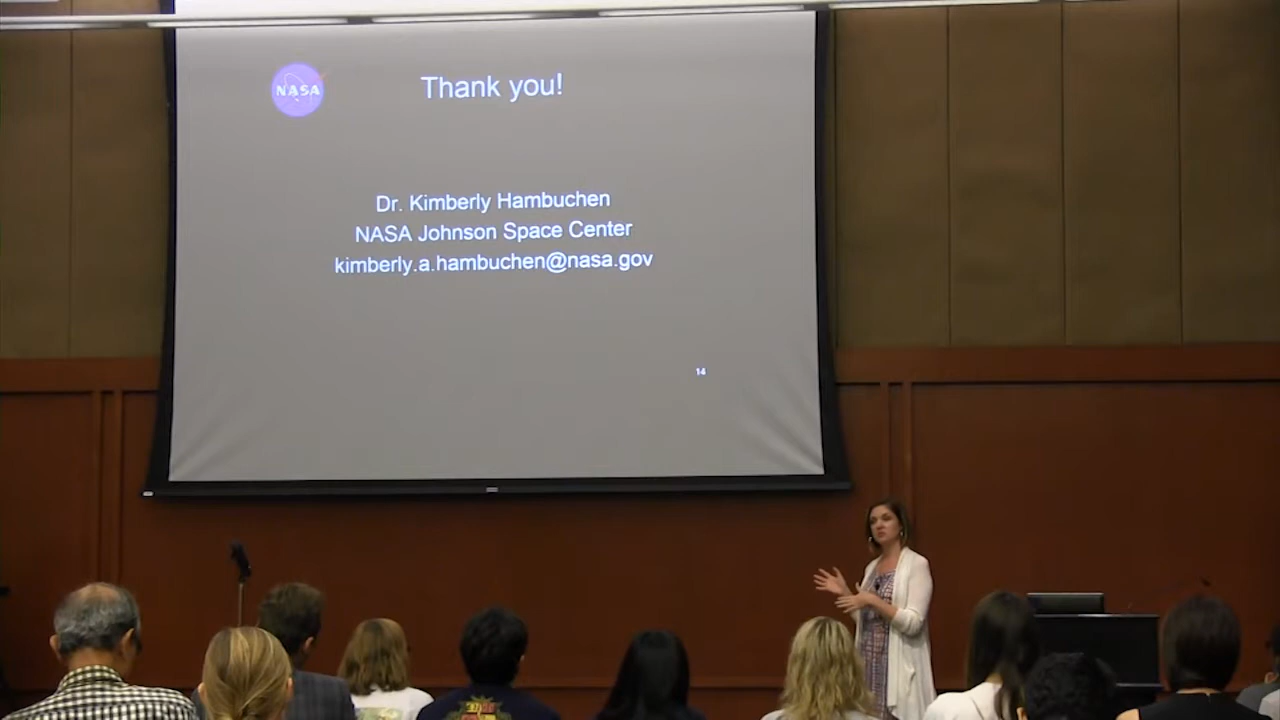 NASA
Thank you!
Dr. Kimberly Hambuchen
NASA Johnson Space Center
kimberly.a.hambuchen@nasa.gov
14